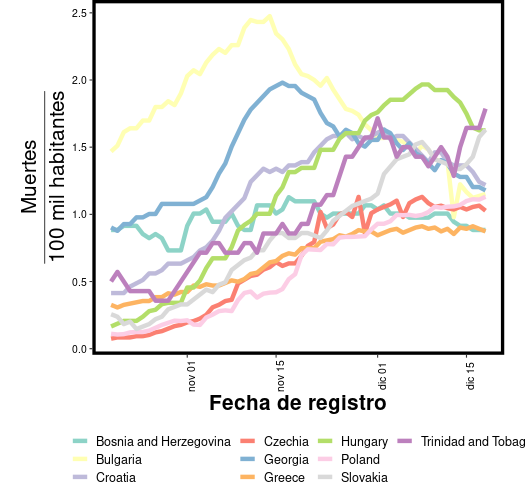 2.5
2.0
1.5
1.0
0.5
0.0
Muertes
100 mil habitantes
nov 01
nov 15
dic 01
dic 15
Fecha de registro
Bosnia and Herzegovina
Czechia
Hungary
Trinidad and Tobag
Bulgaria
Georgia
Poland
Croatia
Greece
Slovakia